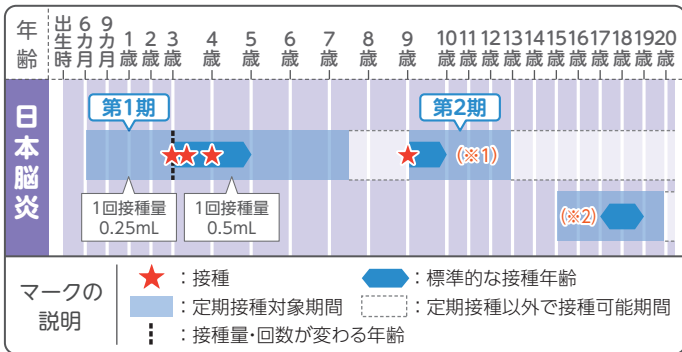 年齢
出生時 6カ月 9カ月 1歳 2歳 3歳 4歳 5歳 6歳 7歳 8歳 9歳 10歳 11歳 12歳 13歳 14歳 15歳 16歳 17歳 18歳 19歳 20歳
日本脳炎
第1期
第2期
(※1)
1回接種量
0.25mL
1回接種量
0.5mL
(※2)
マークの
説明
：接種
：標準的な接種年齢
：定期接種対象期間
：定期接種以外で接種可能期間
：接種量・回数が変わる年齢